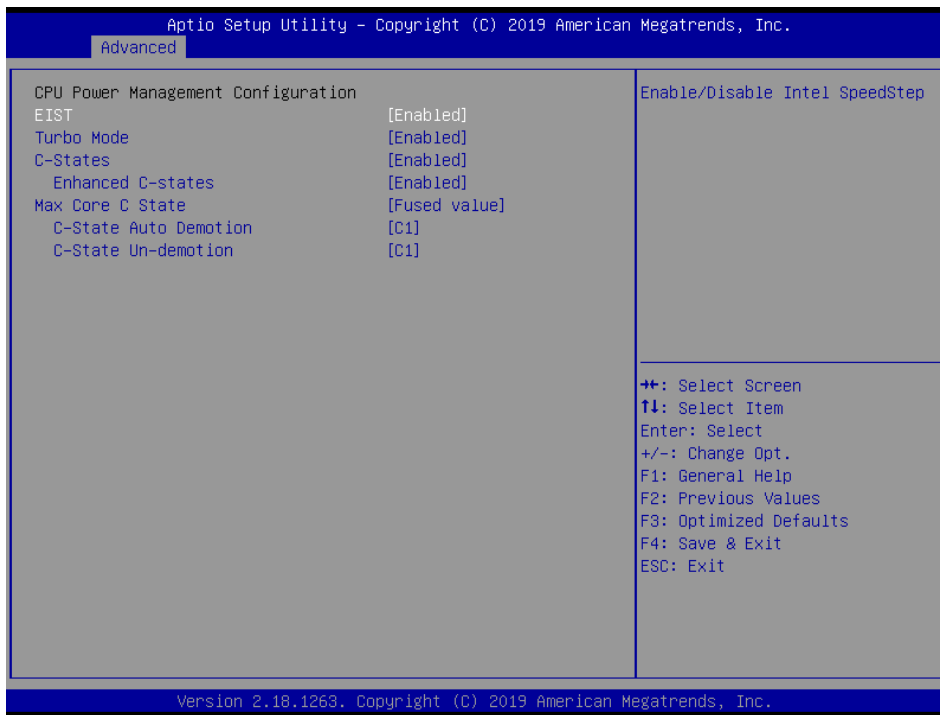 Aptio Setup Utility – Copyright (C) 2019 American Megatrends, Inc.
Advanced
CPU Power Management Configuration
EIST [Enabled]
Turbo Mode [Enabled]
C-States [Enabled]
Enhanced C-states [Enabled]
Max Core C State [Fused value]
C-State Auto Demotion [C1]
C-State Un-demotion [C1]
Enable/Disable Intel SpeedStep
→←: Select Screen
↑↓: Select Item
Enter: Select
+/-: Change Opt.
F1: General Help
F2: Previous Values
F3: Optimized Defaults
F4: Save & Exit
ESC: Exit
Version 2.18.1263. Copyright (C) 2019 American Megatrends, Inc.